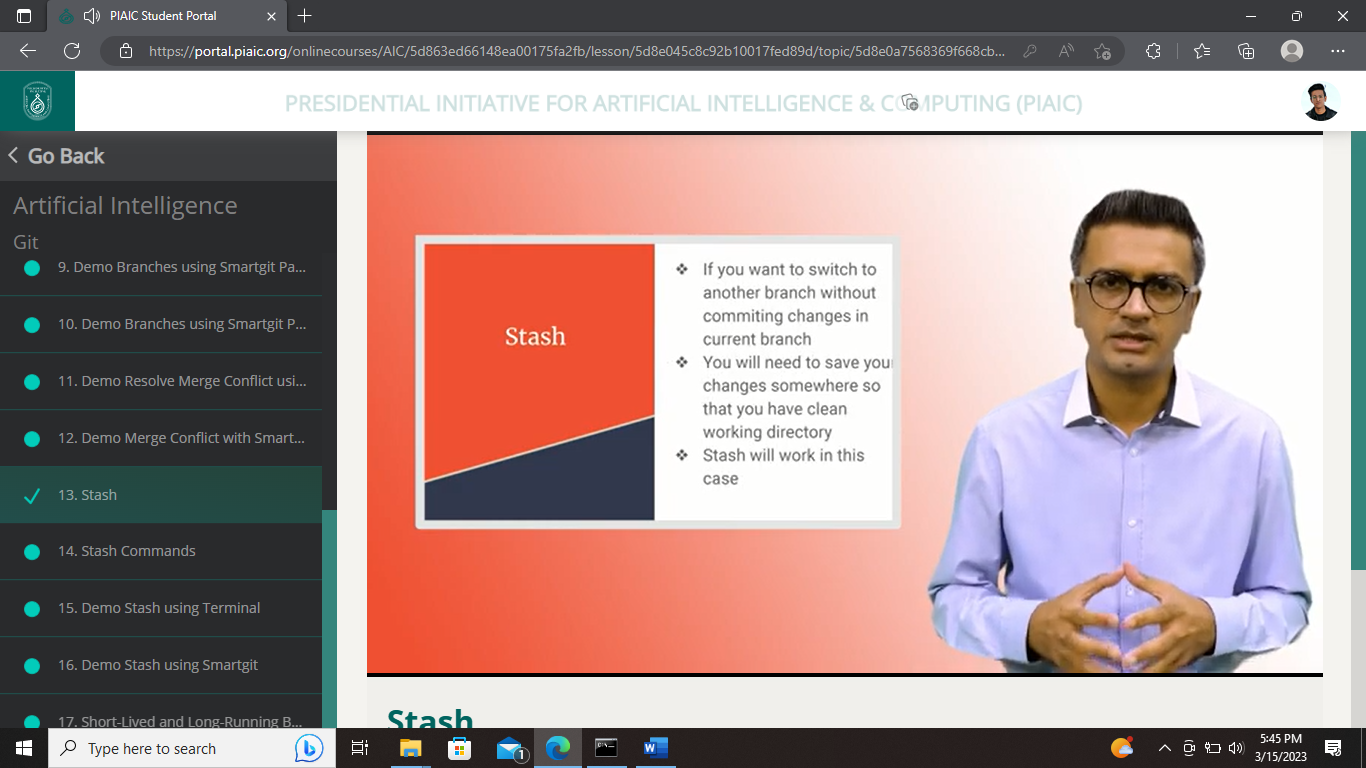 PIAIC Student Portal
https://portal.piaic.org/onlinecourses/AIC/5d863ed66148ea00175fa2fb/lesson/5d8e045c8c92b10017fed89d/topic/5d8e0a7568369f668cb...
PRESIDENTIAL INITIATIVE FOR ARTIFICIAL INTELLIGENCE & COMPUTING (PIAIC)
Go Back
Artificial Intelligence
Git
9. Demo Branches using Smartgit Pa...
10. Demo Branches using Smartgit P...
11. Demo Resolve Merge Conflict usi...
12. Demo Merge Conflict with Smart...
13. Stash
14. Stash Commands
15. Demo Stash using Terminal
16. Demo Stash using Smartgit
17. Short-Lived and Long-Running B...
Stash
If you want to switch to
another branch without
commiting changes in
current branch
You will need to save your
changes somewhere so
that you have clean
working directory
Stash will work in this
case
Stash
Type here to search
1
5:45 PM
3/15/2023